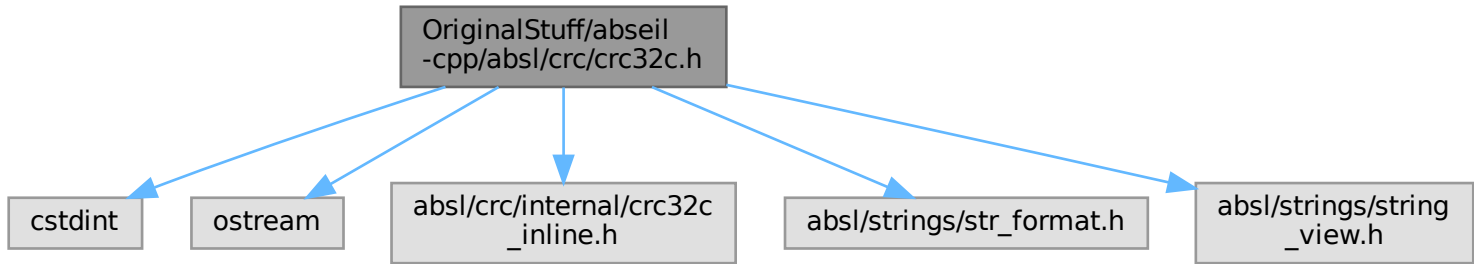 OriginalStuff/abseil
-cpp/absl/crc/crc32c.h
cstdint
ostream
absl/crc/internal/crc32c
_inline.h
absl/strings/str_format.h
absl/strings/string
_view.h